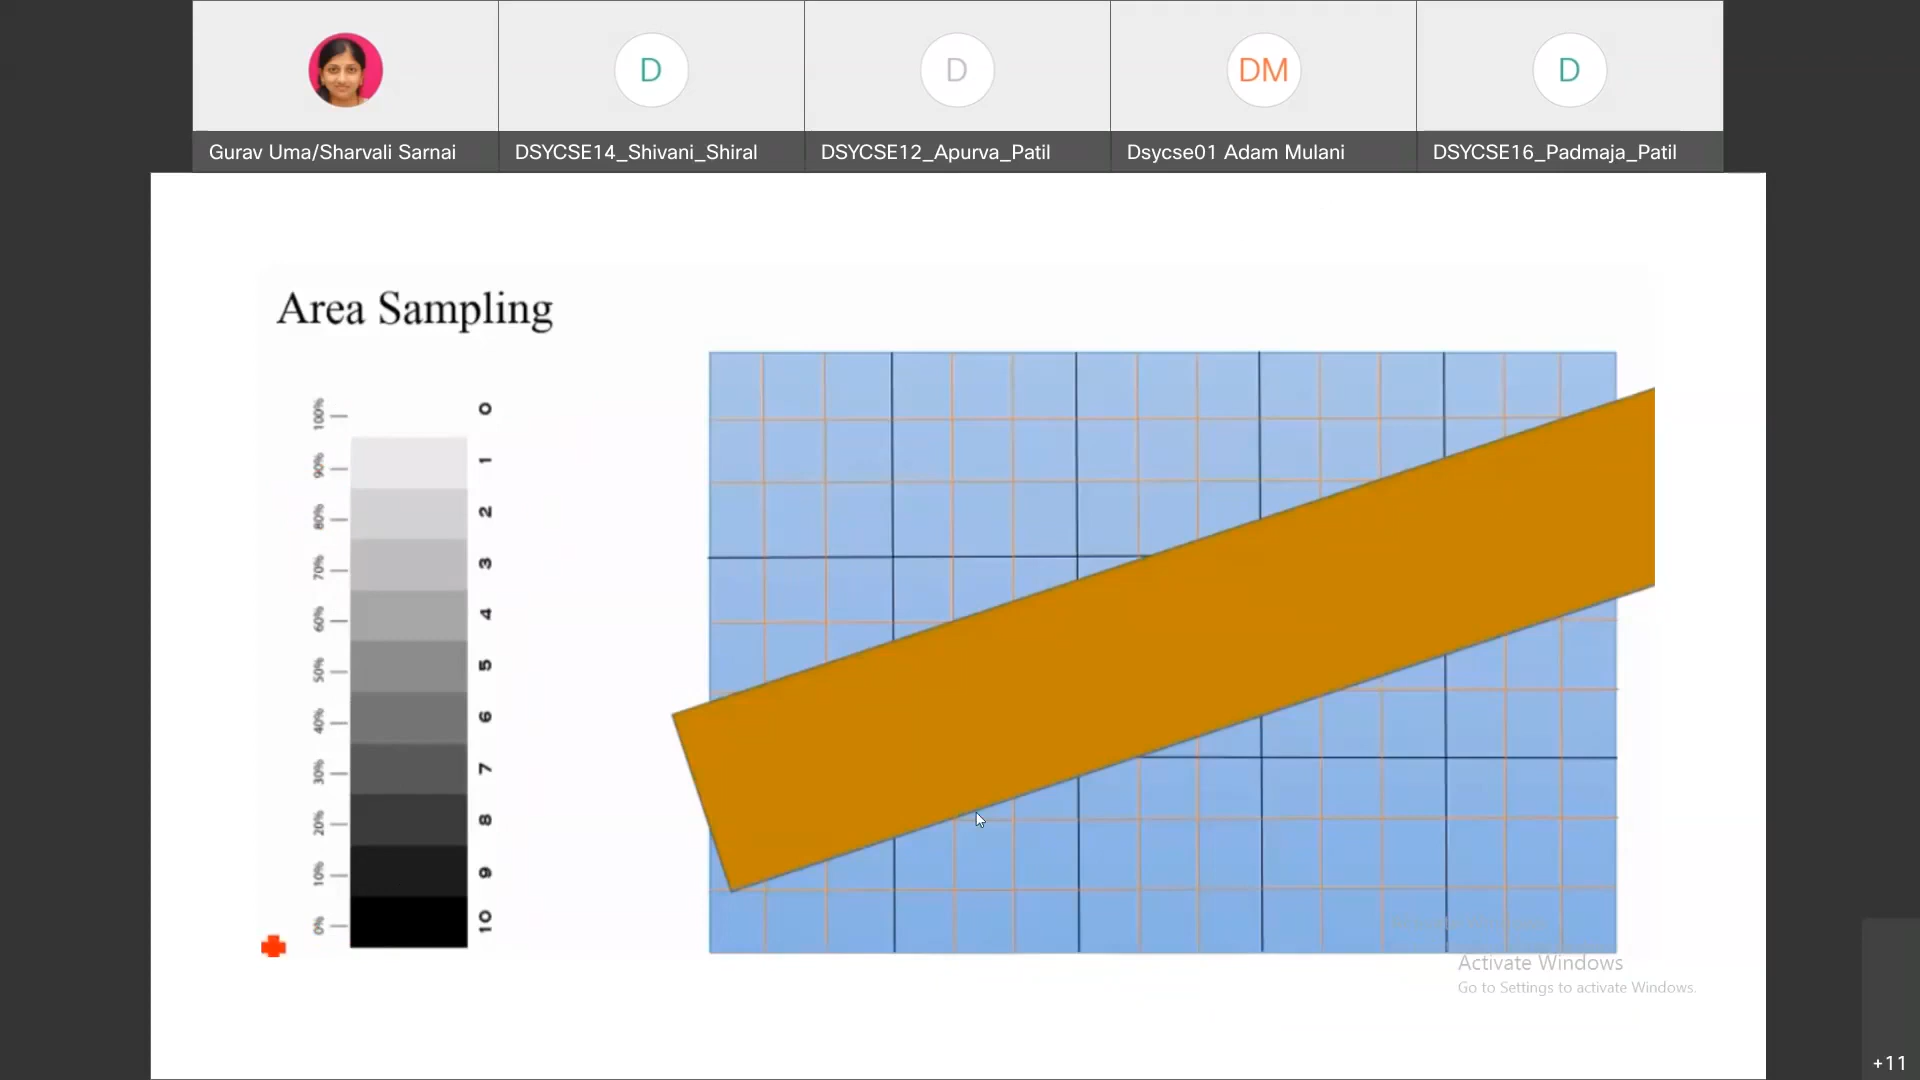 D
D
DM
D
Gurav Uma/Sharvali Sarnai
DSYCSE14_Shivani_Shiral
DSYCSE12_Apurva_Patil
Dsycse01 Adam Mulani
DSYCSE16_Padmaja_Patil
Area Sampling
100% 0
90% 1
80% 2
70% 3
60% 4
50% 5
40% 6
30% 7
20% 8
10% 9
0% 10
Activate Windows
Go to Settings to activate Windows.
+11